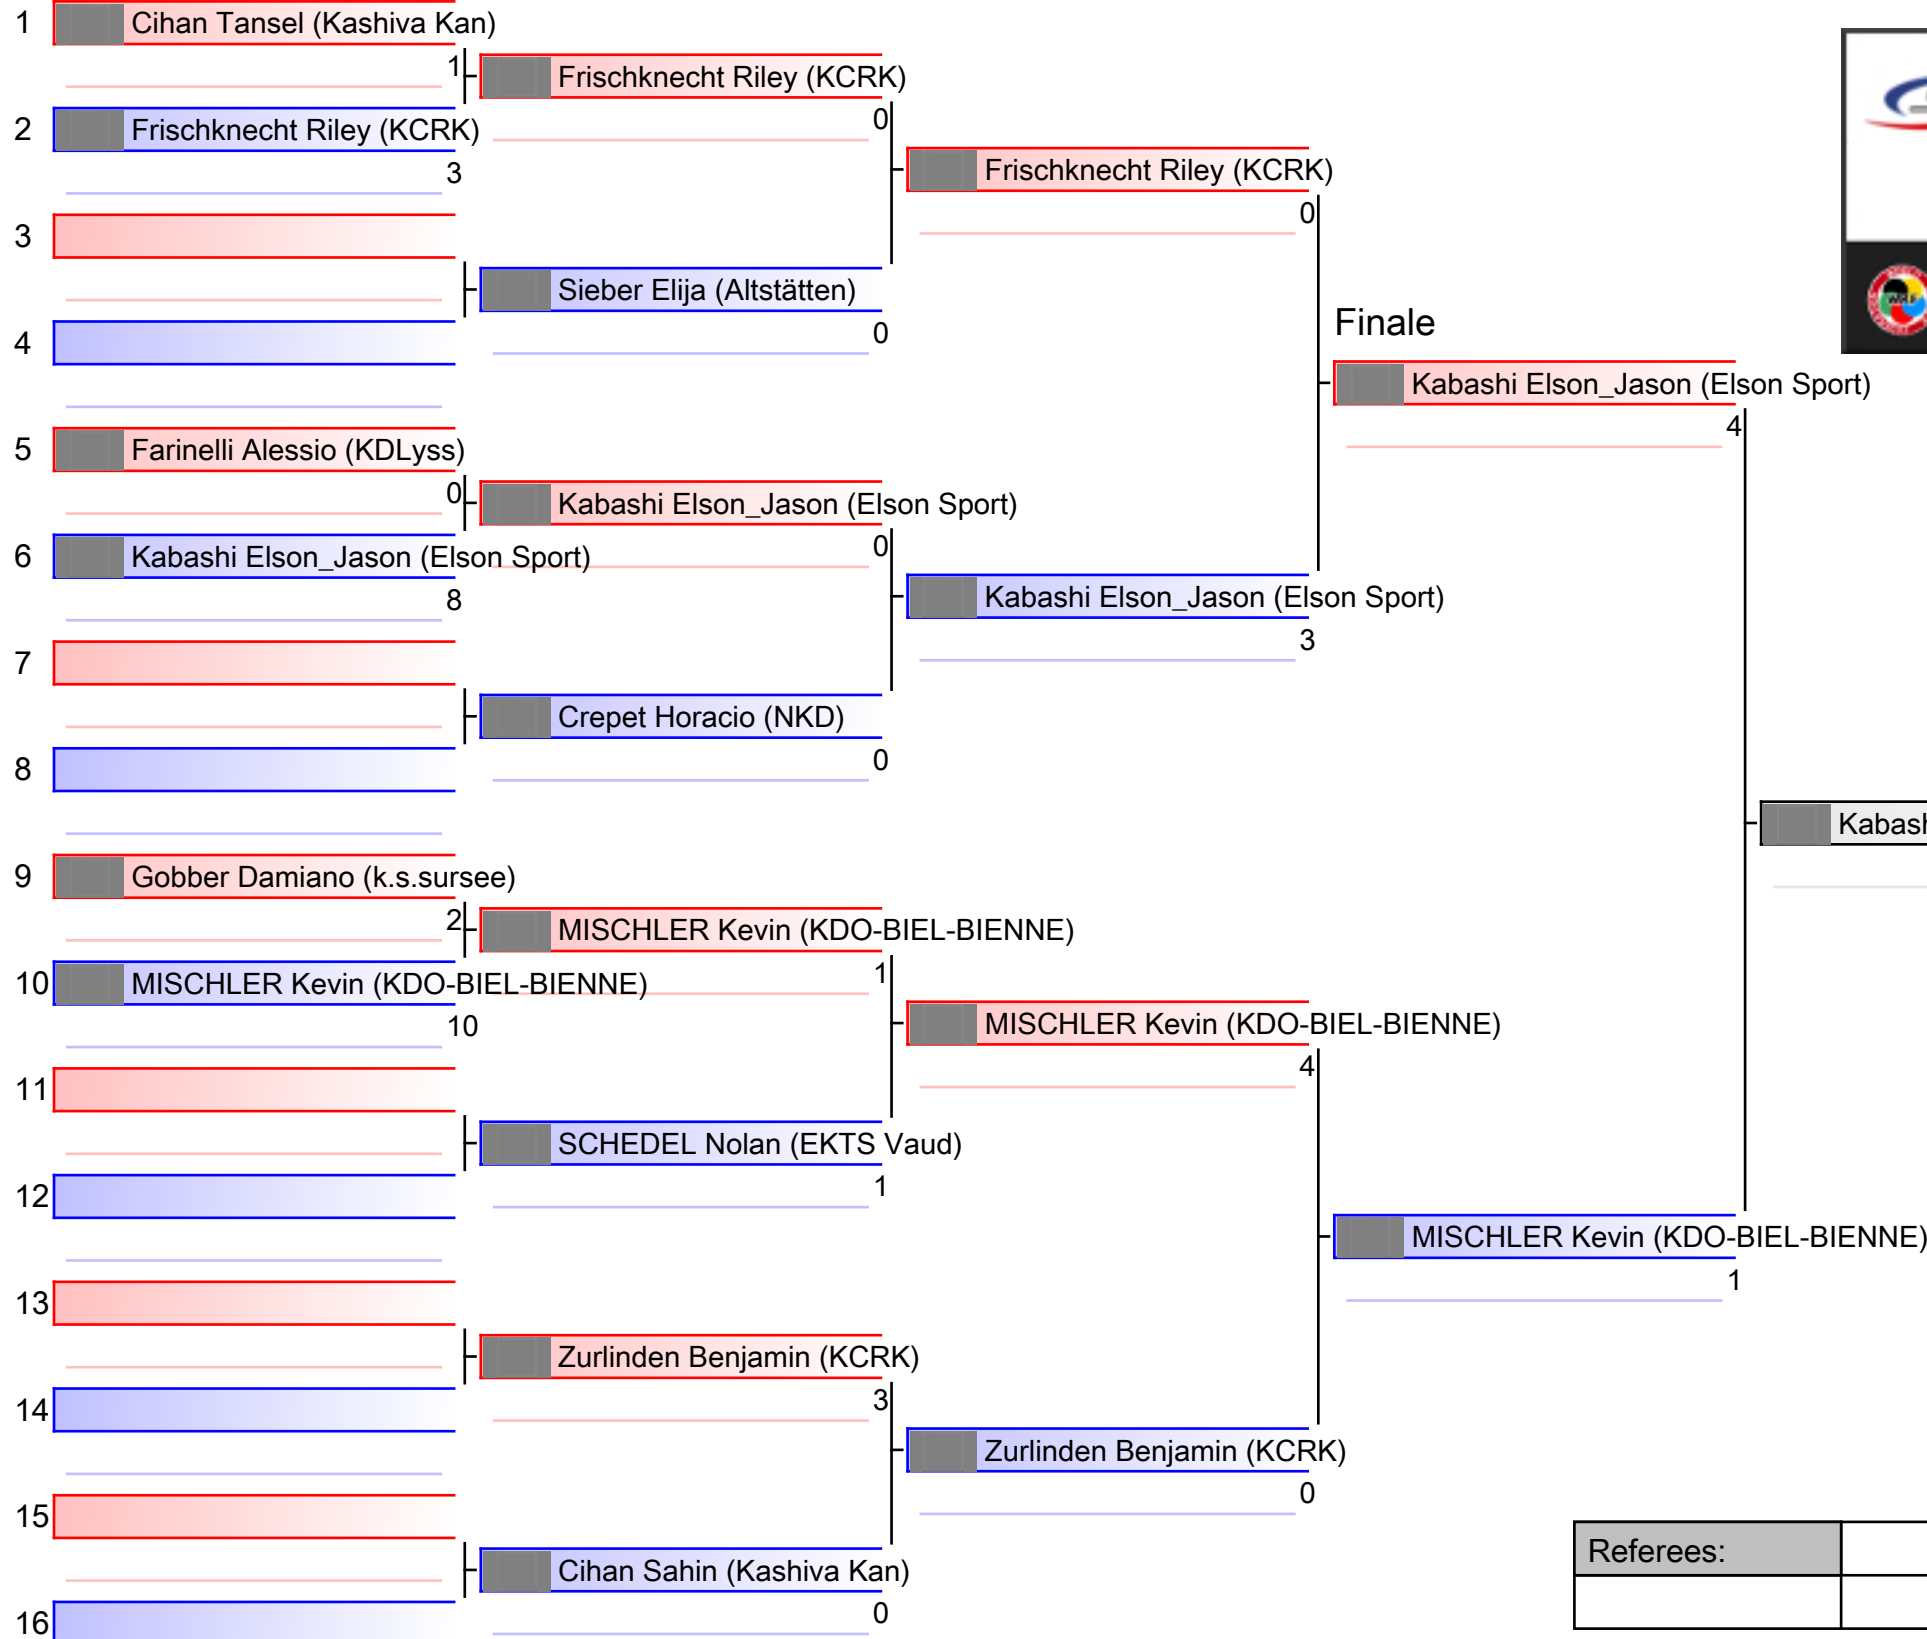 1
Cihan Tansel (Kashiva Kan)
1
Frischknecht Riley (KCRK)
0
2
Frischknecht Riley (KCRK)
3
Frischknecht Riley (KCRK)
0
3
Sieber Elija (Altstätten)
0
4
Finale
Kabashi Elson_Jason (Elson Sport)
4
5
Farinelli Alessio (KDLyss)
0
Kabashi Elson_Jason (Elson Sport)
0
6
Kabashi Elson_Jason (Elson Sport)
8
Kabashi Elson_Jason (Elson Sport)
3
7
Crepet Horacio (NKD)
0
8
9
Gobber Damiano (k.s.sursee)
2
MISCHLER Kevin (KDO-BIEL-BIENNE)
1
10
MISCHLER Kevin (KDO-BIEL-BIENNE)
10
MISCHLER Kevin (KDO-BIEL-BIENNE)
4
11
SCHEDEL Nolan (EKTS Vaud)
1
12
MISCHLER Kevin (KDO-BIEL-BIENNE)
1
13
Zurlinden Benjamin (KCRK)
3
14
Zurlinden Benjamin (KCRK)
0
15
Cihan Sahin (Kashiva Kan)
0
16
Referees: